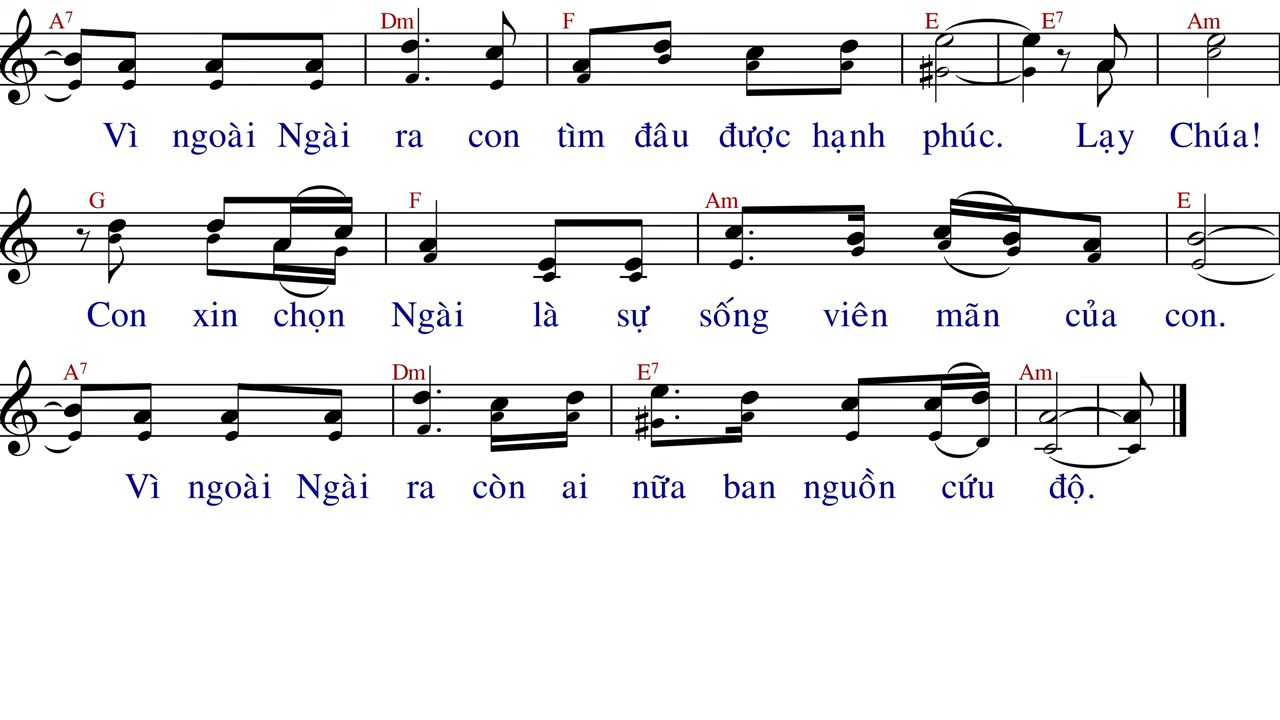 A7 Dm F E E7 Am
Vì ngoài Ngài ra con tìm đâu được hạnh phúc. Lạy Chúa!
G F Am E
Con xin chọn Ngài là sự sống viên mãn của con.
A7 Dm E7 Am
Vì ngoài Ngài ra còn ai nữa ban nguồn cứu độ.